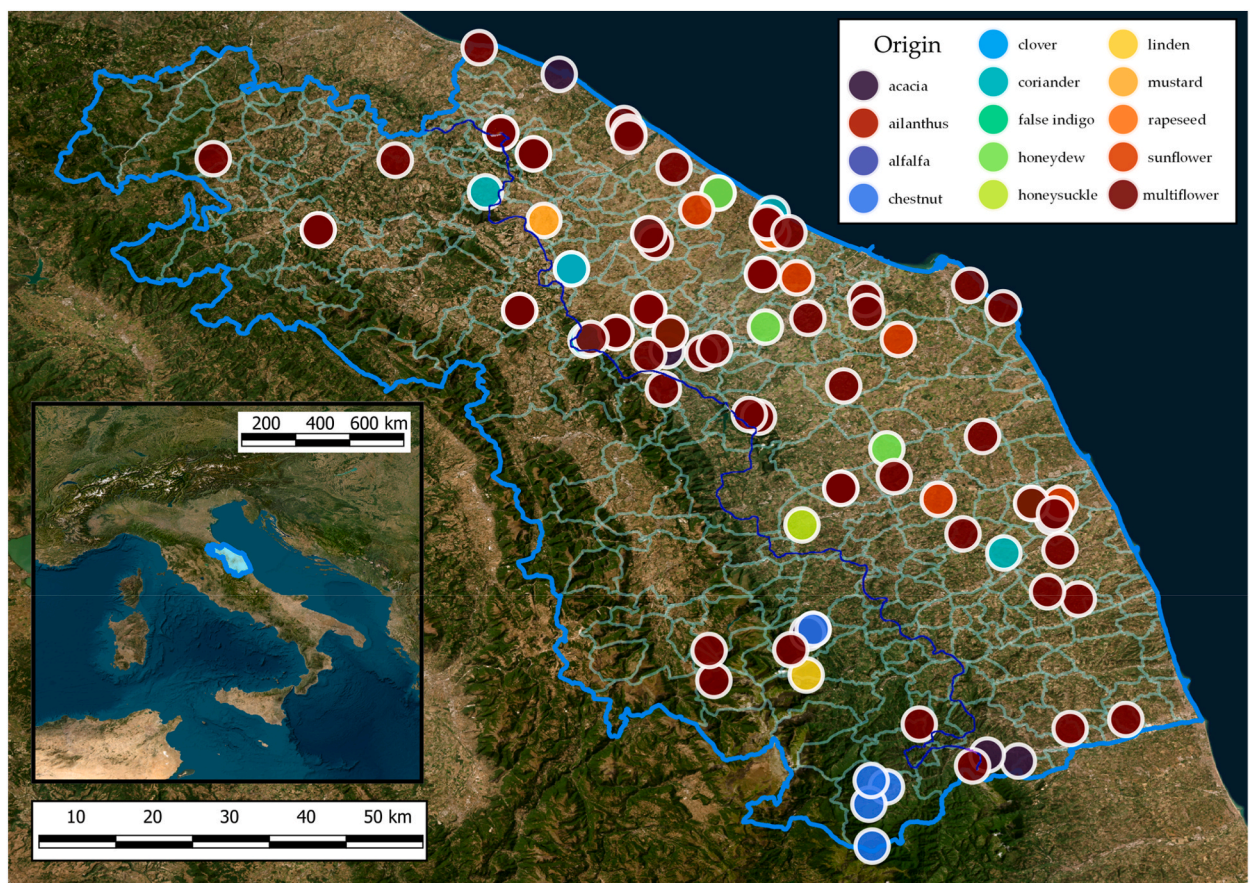 Origin
acacia
ailanthus
alfalfa
chestnut
clover
coriander
false indigo
honeydew
honeysuckle
linden
mustard
rapeseed
sunflower
multiflower
200 400 600 km
10 20 30 40 50 km